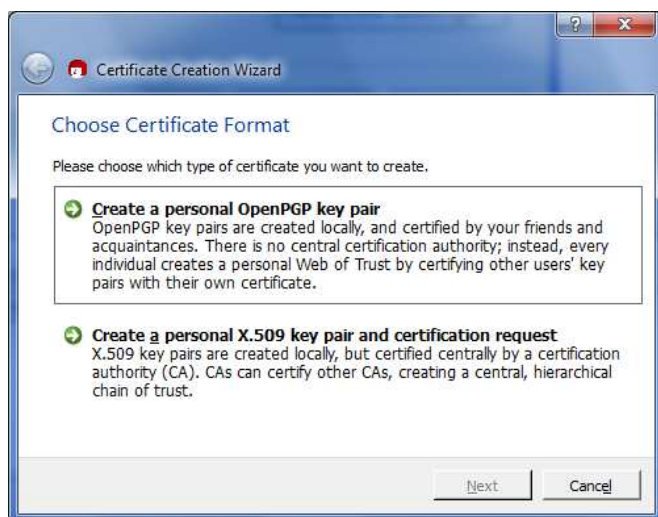 ?
X
Certificate Creation Wizard
Choose Certificate Format
Please choose which type of certificate you want to create.
Create a personal OpenPGP key pair
OpenPGP key pairs are created locally, and certified by your friends and
acquaintances. There is no central certification authority; instead, every
individual creates a personal Web of Trust by certifying other users' key
pairs with their own certificate.
Create a personal X.509 key pair and certification request
X.509 key pairs are created locally, but certified centrally by a certification
authority (CA). CAs can certify other CAs, creating a central, hierarchical
chain of trust.
Next
Cancel